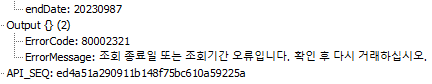 endDate: 20230987
Output {} (2)
ErrorCode: 80002321
ErrorMessage: 조회 종료일 또는 조회기간 오류입니다. 확인 후 다시 거래하십시오.
API_SEQ: ed4a51a290911b148f75bc610a59225a